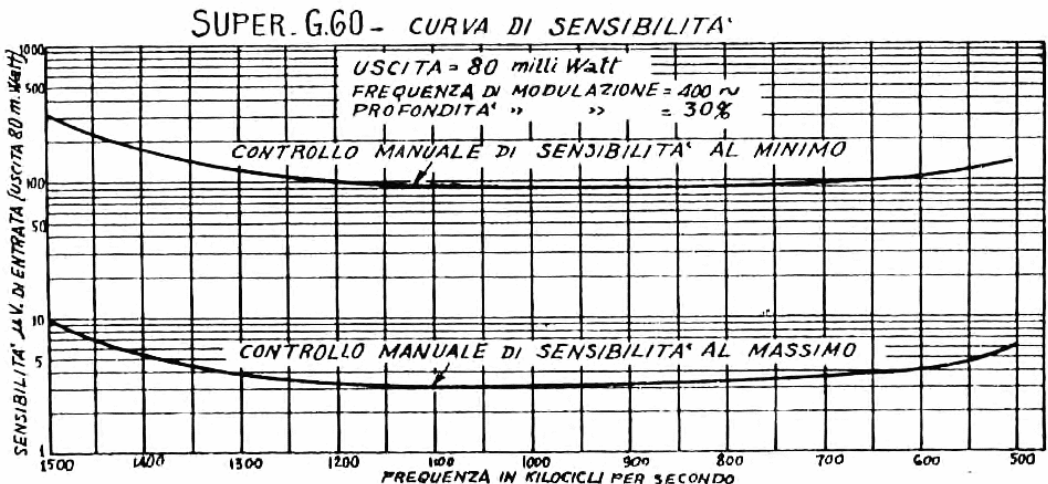 SUPER. G.60 - CURVA DI SENSIBILITA'
USCITA = 80 milli Watt
FREQUENZA DI MODULAZIONE = 400 ~
PROFONDITA' " " = 30%
CONTROLLO MANUALE DI SENSIBILITA' AL MINIMO
CONTROLLO MANUALE DI SENSIBILITA' AL MASSIMO
SENSIBILITA' µV. DI ENTRATA (USCITA 80 m. Watt)
1000
500
100
50
10
5
1
1500 1400 1300 1200 1100 1000 900 800 700 600 500
FREQUENZA IN KILOCICLI PER SECONDO